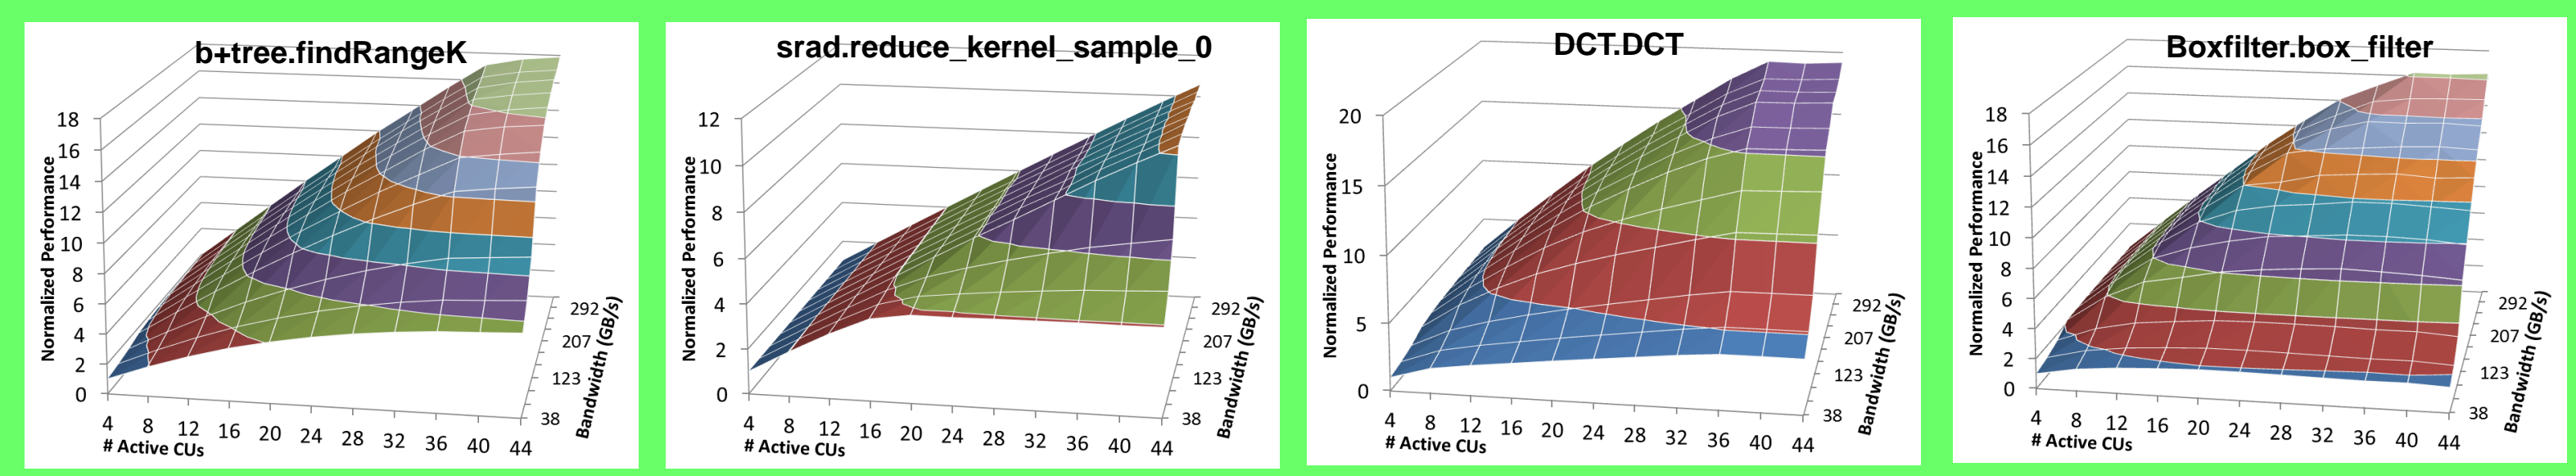 b+tree.findRangeK
Normalized Performance
18
16
14
12
10
8
6
4
2
0
4 8 12 16 20 24 28 32 36 40 44
# Active CUs
292
207
123
38
Bandwidth (GB/s)
srad.reduce_kernel_sample_0
Normalized Performance
12
10
8
6
4
2
0
4 8 12 16 20 24 28 32 36 40 44
# Active CUs
292
207
123
38
Bandwidth (GB/s)
DCT.DCT
Normalized Performance
20
15
10
5
0
4 8 12 16 20 24 28 32 36 40 44
# Active CUs
292
207
123
38
Bandwidth (GB/s)
Boxfilter.box_filter
Normalized Performance
18
16
14
12
10
8
6
4
2
0
4 8 12 16 20 24 28 32 36 40 44
# Active CUs
292
207
123
38
Bandwidth (GB/s)